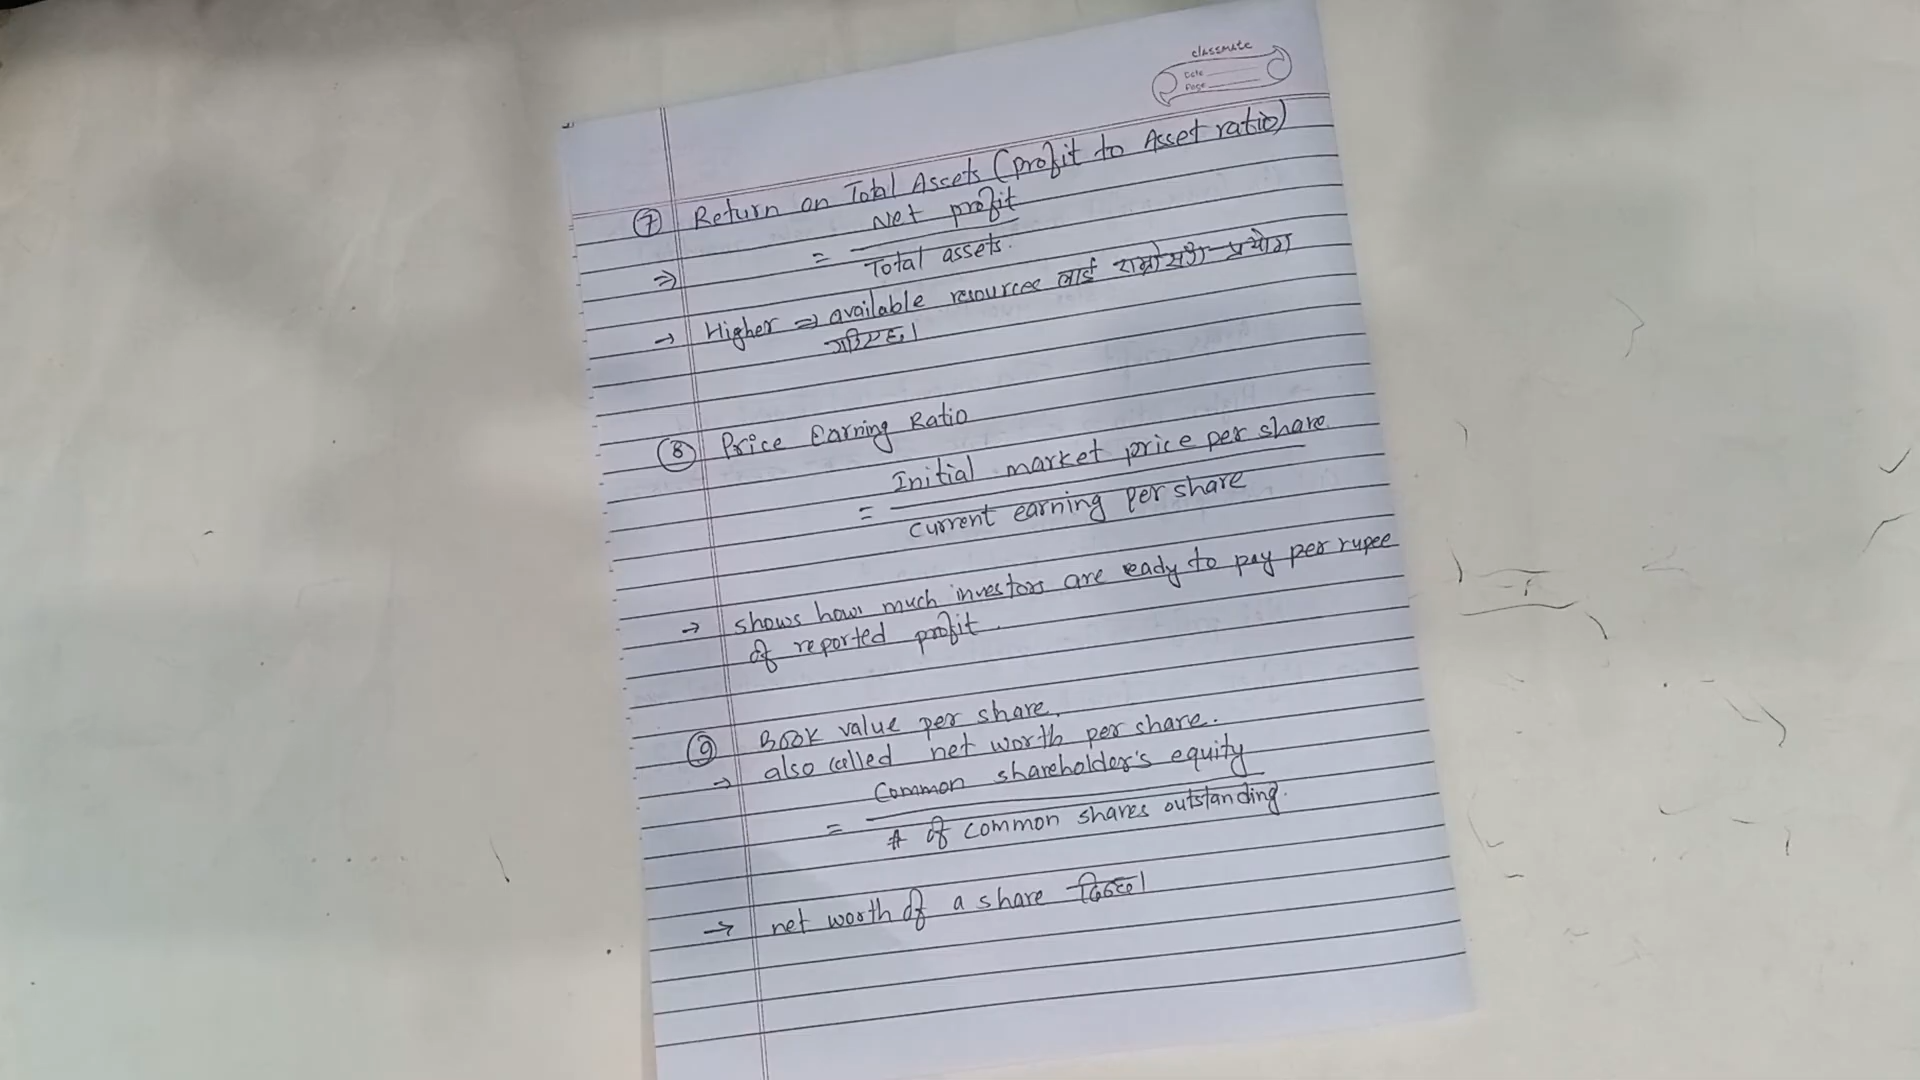 classmate
Date
Page
⑦ Return on Total Assets (profit to Asset ratio)
Net profit
⇒ =
Total assets.
→ Higher ⇒ available resources लाई राम्रोसंग प्रयोग
गरिएछ।
⑧ Price Earning Ratio
Initial market price per share
=
current earning per share
→ shows how much investors are ready to pay per rupee
of reported profit.
⑨ Book value per share.
→ also called net worth per share.
Common shareholder's equity
=
# of common shares outstanding.
→ net worth of a share दिन्छ।